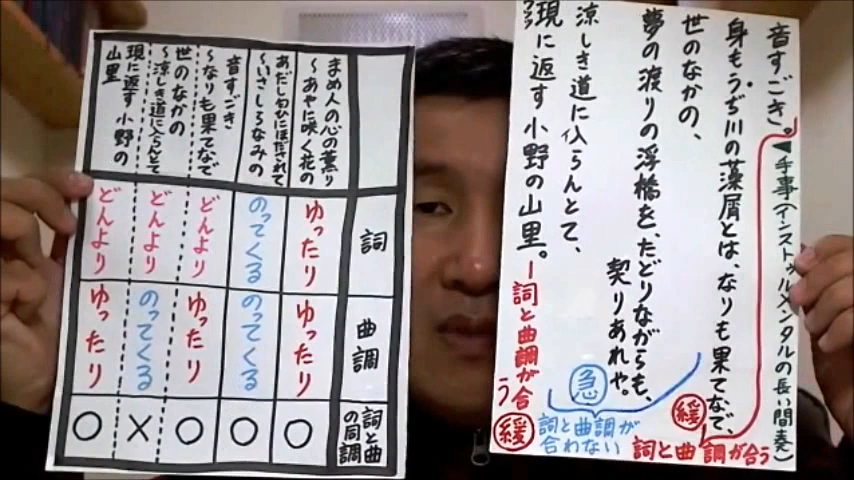 詞
曲調
詞と曲
の同調
まめ人の心の薫り
～あやに咲く花の
ゆったり
ゆったり
○
あだし匂ひにほだされて
～いさしろなみの
のってくる
のってくる
○
音すごき
～なりも果てなで
どんより
ゆったり
○
世のなかの
～涼しき道に入らんとて
どんより
のってくる
×
現に返す小野の
山里
どんより
ゆったり
○
音すごき。
▼手事(インストゥルメンタルの長い間奏)
身もうぢ川の藻屑とは、なりも果てなで、
緩
詞と曲調が合う
世のなかの、
夢の渡りの浮橋を、たどりながらも、
契りあれや。
涼しき道に入らんとて、
急
詞と曲調が
合わない
現に返す小野の山里。
ー詞と曲調が合
う
緩